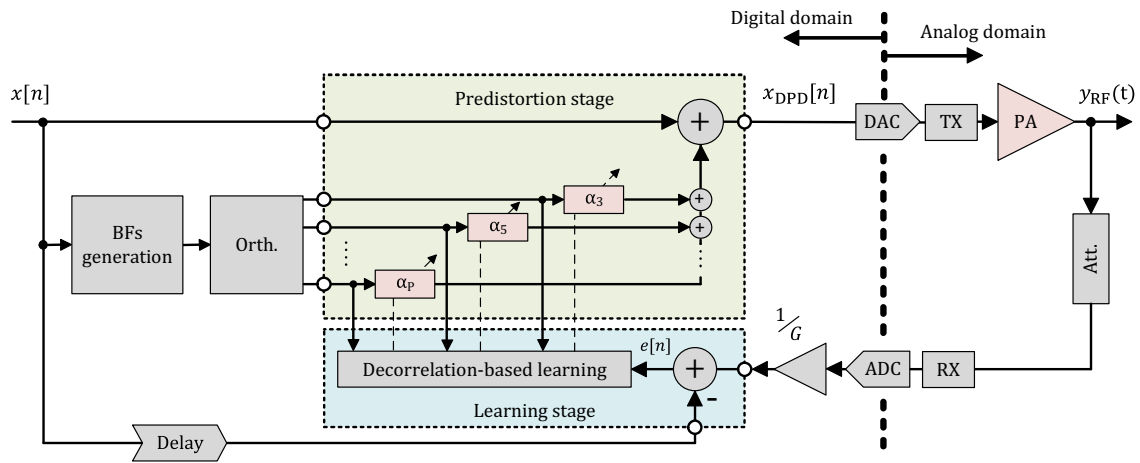 Digital domain
Analog domain
x[n]
Predistortion stage
x_DPD[n]
y_RF(t)
+
DAC
TX
PA
α_3
+
BFs
generation
Orth.
α_5
+
Att.
α_P
1/G
e[n]
Decorrelation-based learning
+
ADC
RX
-
Learning stage
Delay